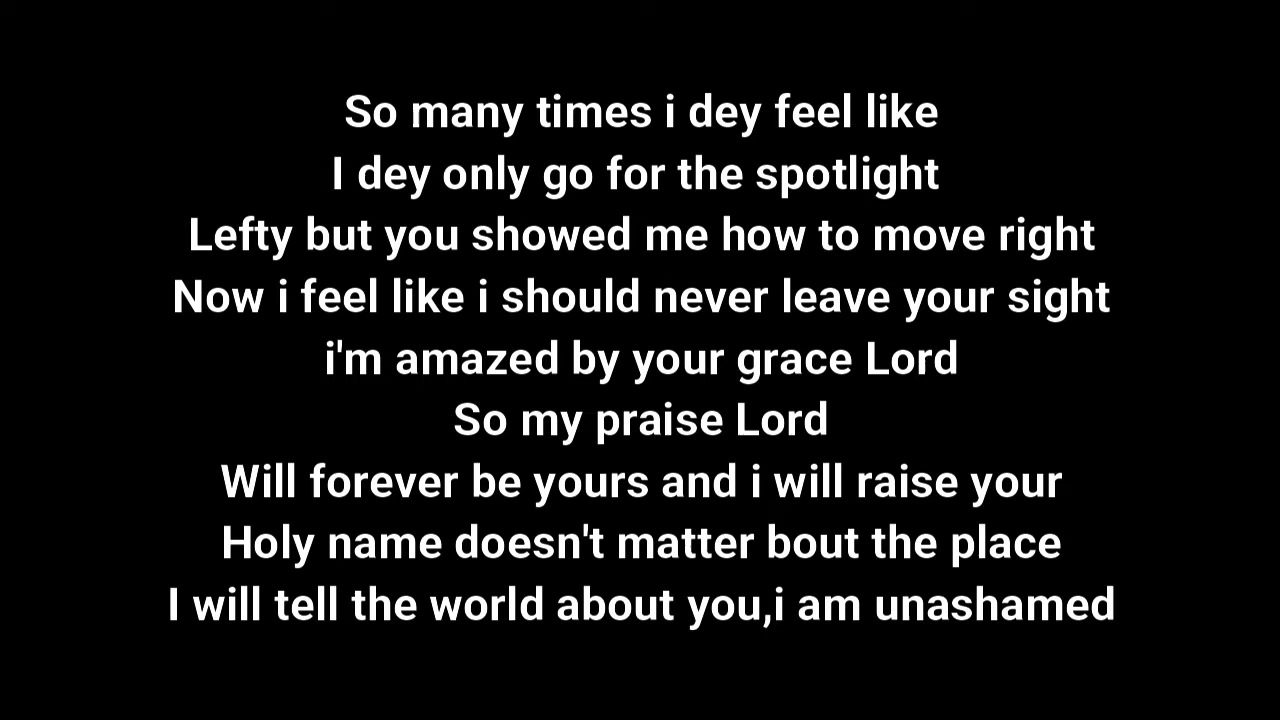 So many times i dey feel like
I dey only go for the spotlight
Lefty but you showed me how to move right
Now i feel like i should never leave your sight
i'm amazed by your grace Lord
So my praise Lord
Will forever be yours and i will raise your
Holy name doesn't matter bout the place
I will tell the world about you,i am unashamed